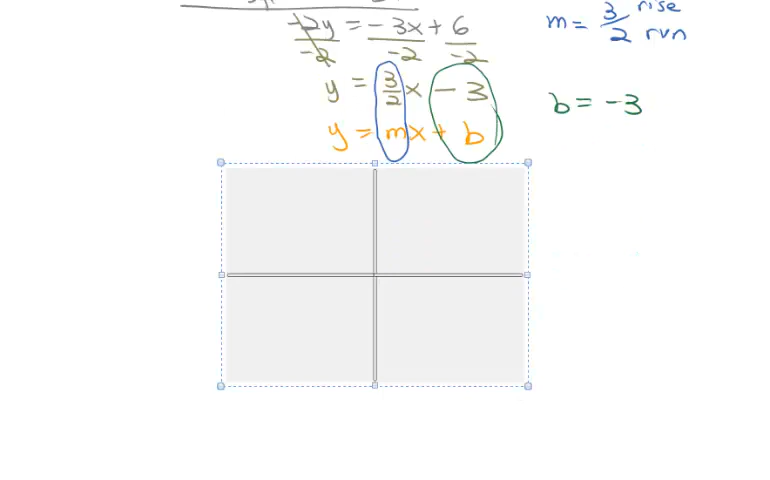 -2y = -3x + 6
-2 -2 -2
m = 3/2 rise run
y = 3/2 x - 3
b = -3
y = mx + b